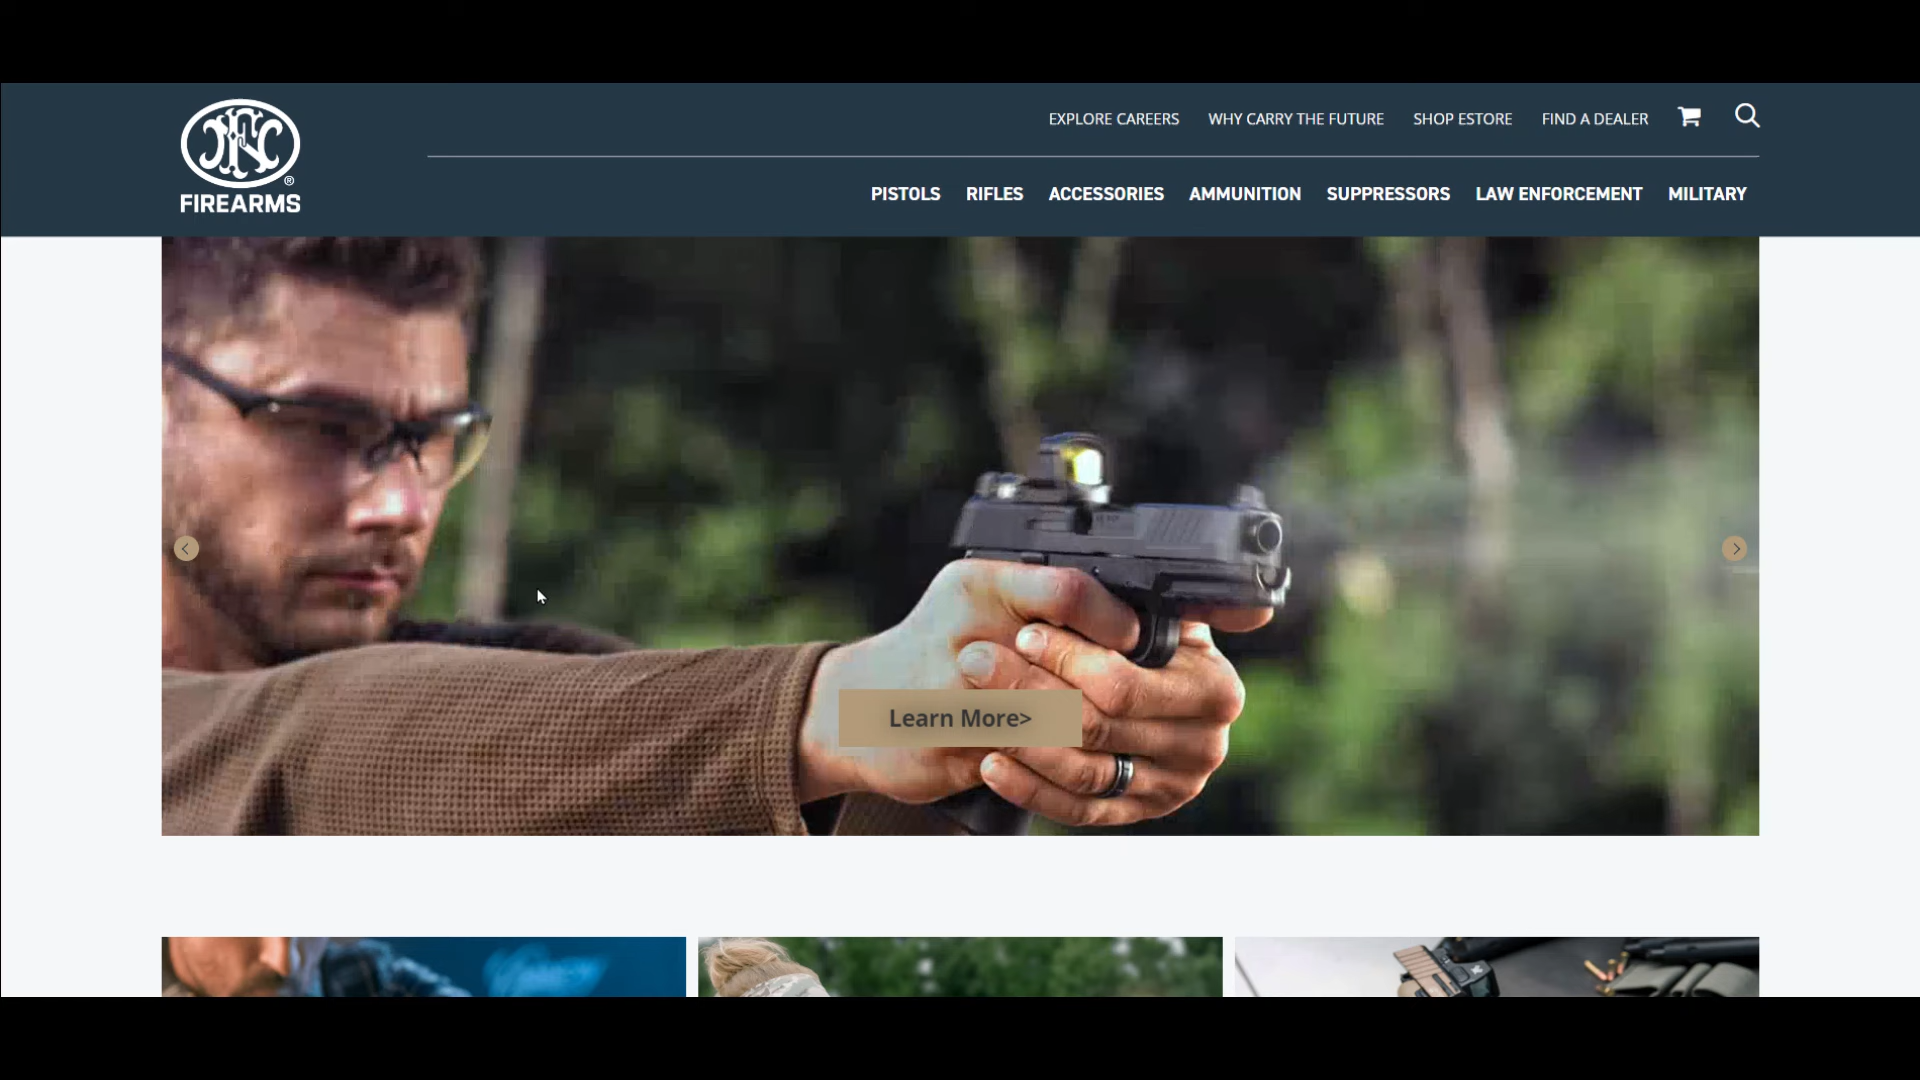 EXPLORE CAREERS WHY CARRY THE FUTURE SHOP ESTORE FIND A DEALER
FN
® 
FIREARMS
PISTOLS RIFLES ACCESSORIES AMMUNITION SUPPRESSORS LAW ENFORCEMENT MILITARY
Learn More>